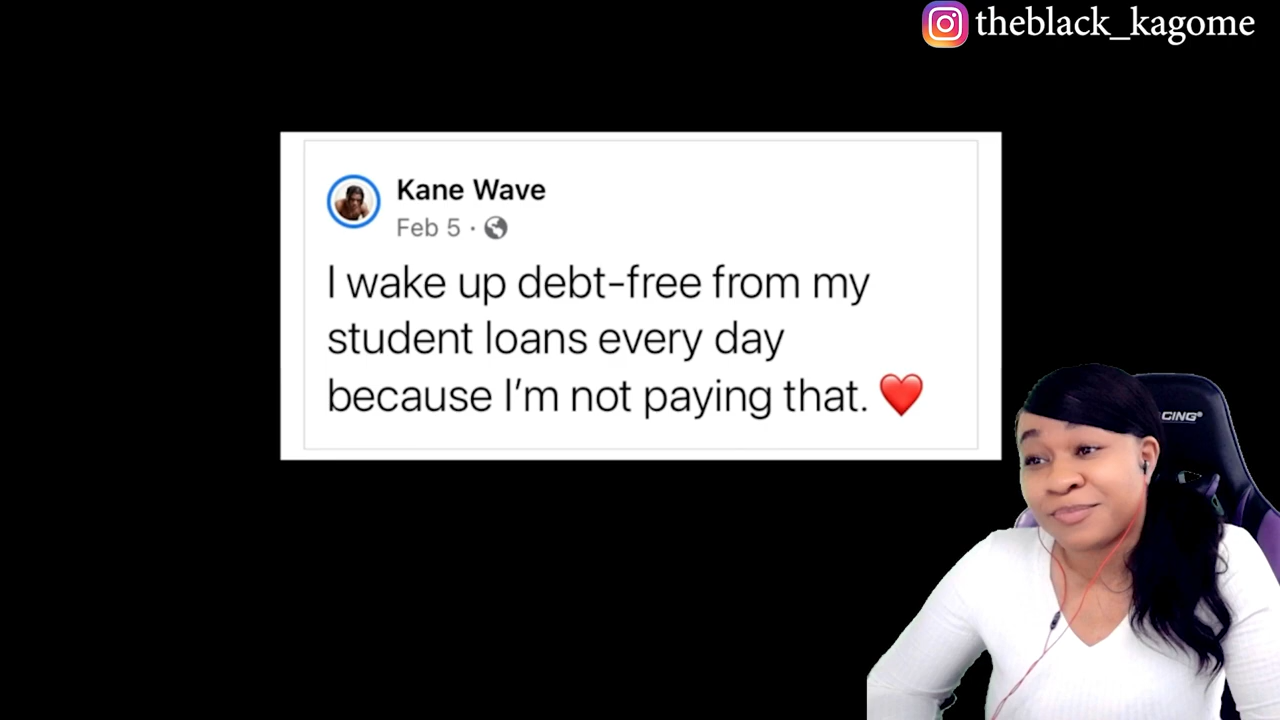 theblack_kagome
Kane Wave
Feb 5 ·
I wake up debt-free from my
student loans every day
because I'm not paying that. ❤️
CING®